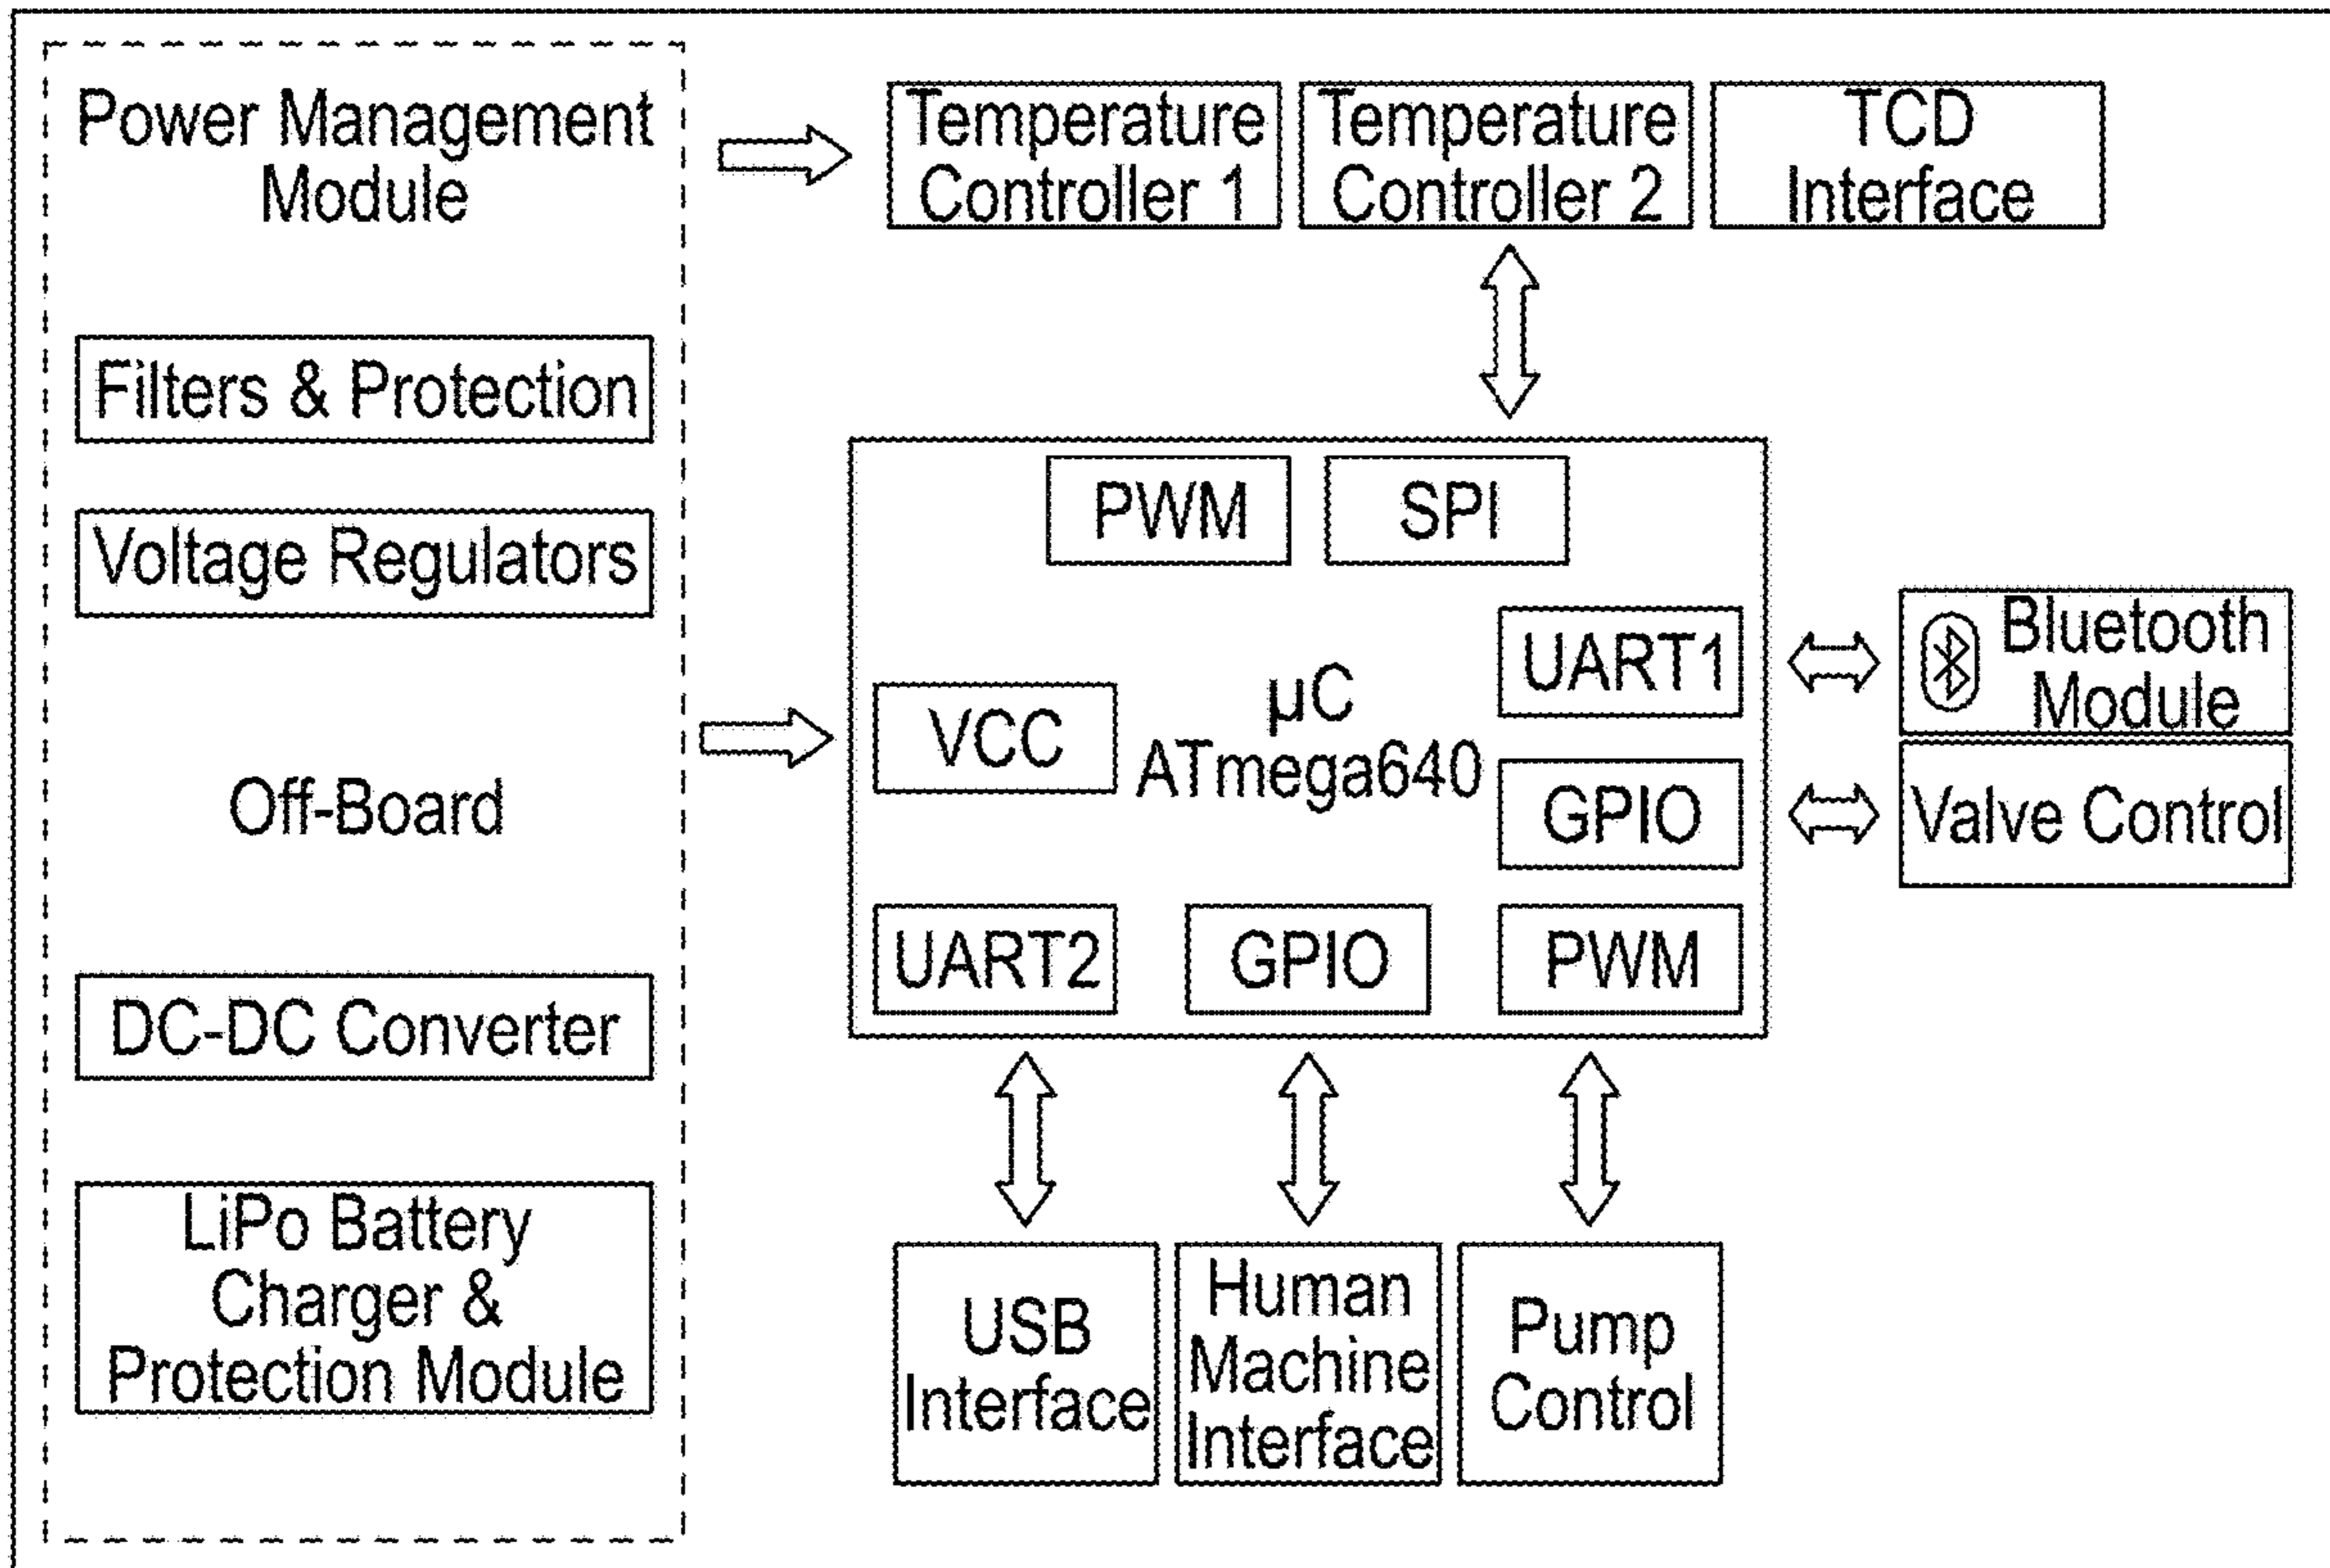 Power Management
Module
Filters & Protection
Voltage Regulators
Off-Board
DC-DC Converter
LiPo Battery
Charger &
Protection Module
Temperature
Controller 1
Temperature
Controller 2
TCD
Interface
PWM
SPI
UART1
VCC
µC
ATmega640
GPIO
UART2
GPIO
PWM
Bluetooth
Module
Valve Control
USB
Interface
Human
Machine
Interface
Pump
Control